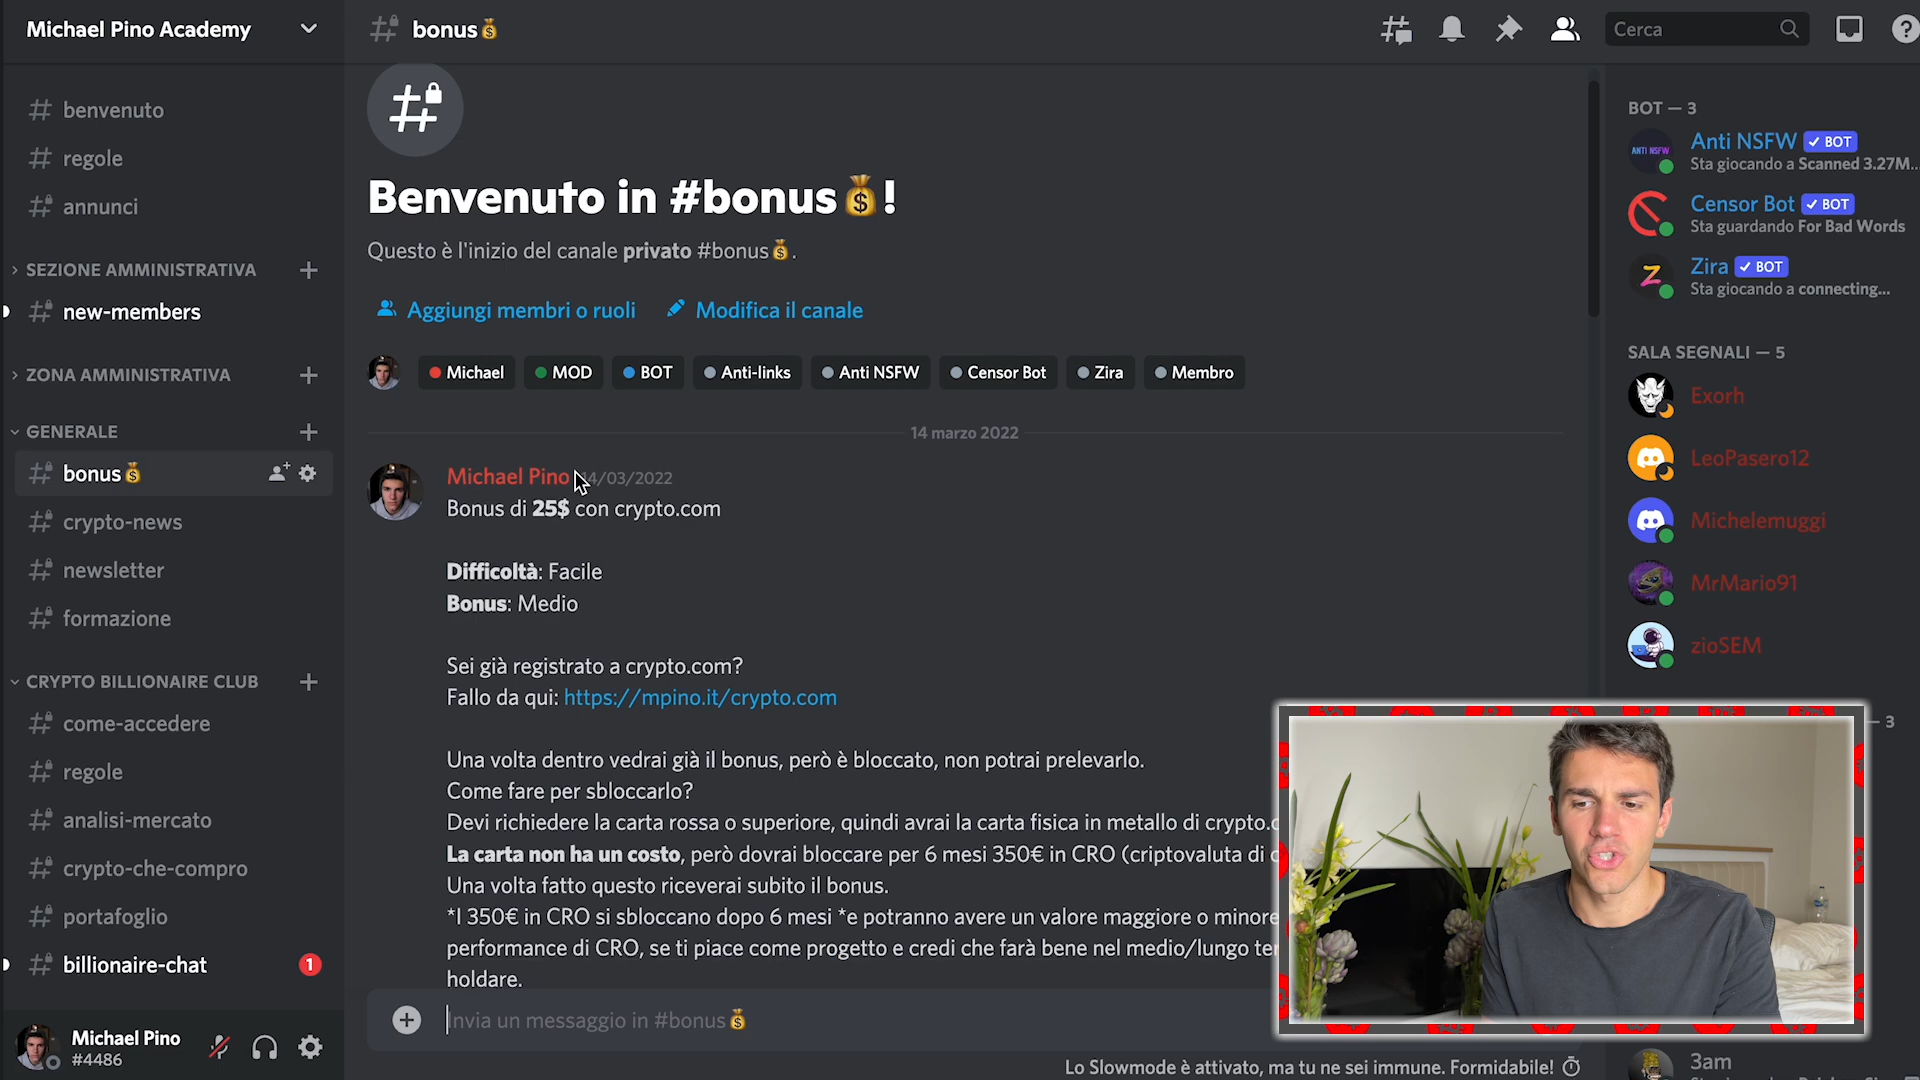 Michael Pino Academy
benvenuto
regole
annunci
SEZIONE AMMINISTRATIVA
new-members
ZONA AMMINISTRATIVA
GENERALE
bonus💰
crypto-news
newsletter
formazione
CRYPTO BILLIONAIRE CLUB
come-accedere
regole
analisi-mercato
crypto-che-compro
portafoglio
billionaire-chat 1
Michael Pino
#4486
bonus💰
Cerca
Benvenuto in #bonus💰!
Questo è l'inizio del canale privato #bonus💰.
Aggiungi membri o ruoli Modifica il canale
Michael MOD BOT Anti-links Anti NSFW Censor Bot Zira Membro
14 marzo 2022
Michael Pino 4/03/2022
Bonus di 25$ con crypto.com
Difficoltà: Facile
Bonus: Medio
Sei già registrato a crypto.com?
Fallo da qui: https://mpino.it/crypto.com
Una volta dentro vedrai già il bonus, però è bloccato, non potrai prelevarlo.
Come fare per sbloccarlo?
Devi richiedere la carta rossa o superiore, quindi avrai la carta fisica in metallo di crypto.c
La carta non ha un costo, però dovrai bloccare per 6 mesi 350€ in CRO (criptovaluta di
Una volta fatto questo riceverai subito il bonus.
*I 350€ in CRO si sbloccano dopo 6 mesi *e potranno avere un valore maggiore o minore
performance di CRO, se ti piace come progetto e credi che farà bene nel medio/lungo
holdare.
Invia un messaggio in #bonus💰
Lo Slowmode è attivato, ma tu ne sei immune. Formidabile!
BOT — 3
ANTI NSFW
Anti NSFW ✓ BOT
Sta giocando a Scanned 3.27M...
Censor Bot ✓ BOT
Sta guardando For Bad Words
Zira ✓ BOT
Sta giocando a connecting...
SALA SEGNALI — 5
Exorh
LeoPasero12
Michelemuggi
MrMario91
zioSEM
— 3
3am